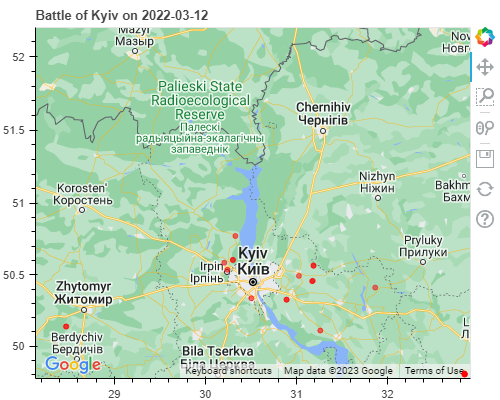 Battle of Kyiv on 2022-03-12
Mazyr
Мазыр
Nov
Новг
Palieski State
Radioecological
Reserve
Палескі
радыяцыйна-экалагічны
запаведнік
Chernihiv
Чернігів
Korosten'
Коростень
Nizhyn
Ніжин
Bakhm
Бахм
Pryluky
Прилуки
Kyiv
Київ
Irpin
Ірпінь
Zhytomyr
Житомир
Berdychiv
Бердичів
Bila Tserkva
Біла Церква
L
Google
Keyboard shortcuts
Map data ©2023 Google
Terms of Use
52
51.5
51
50.5
50
29
30
31
32